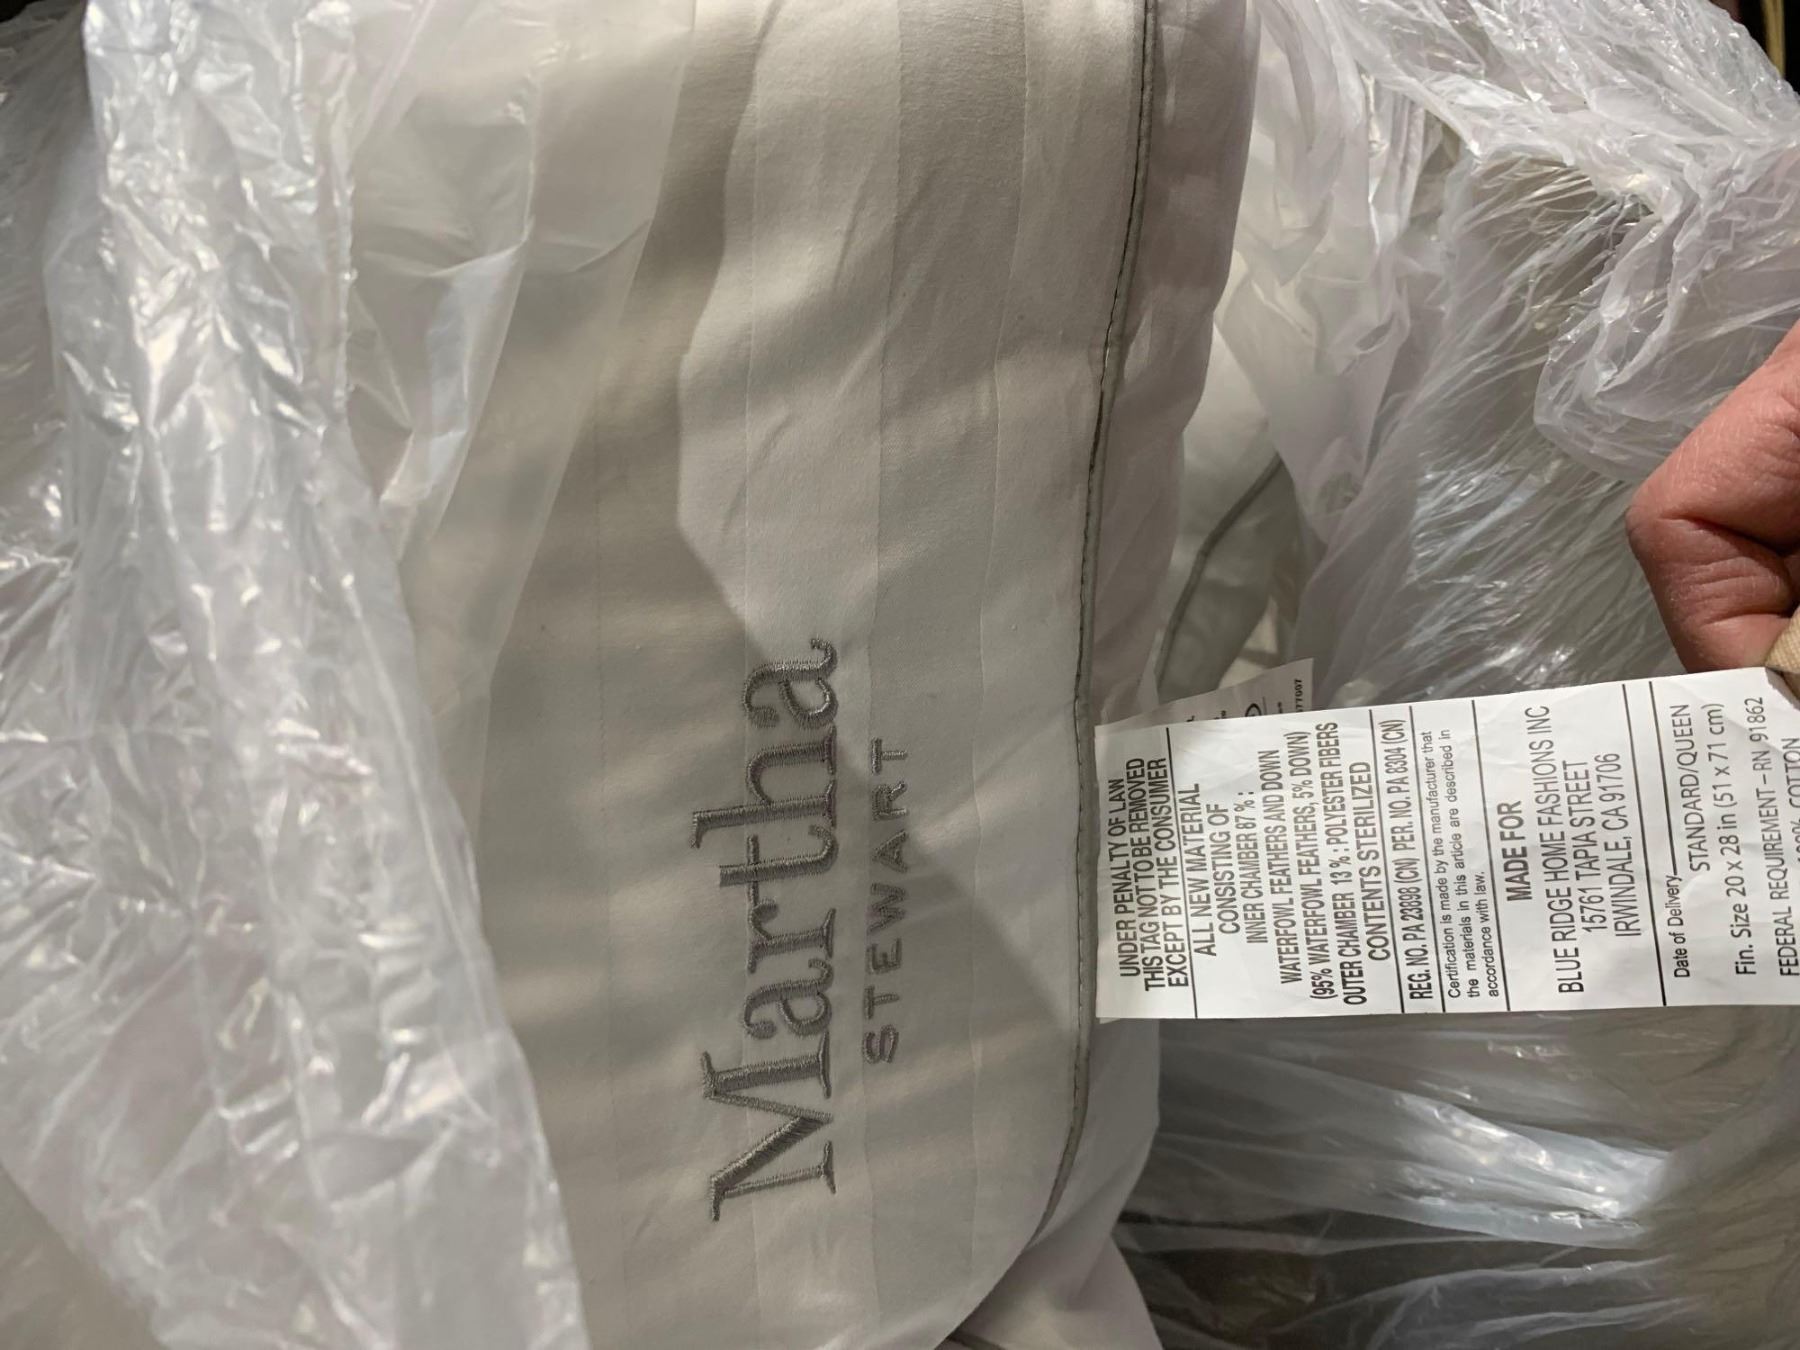 Martha
STEWART
UNDER PENALTY OF LAW
THIS TAG NOT TO BE REMOVED
EXCEPT BY THE CONSUMER
ALL NEW MATERIAL
CONSISTING OF
INNER CHAMBER 87 % :
WATERFOWL FEATHERS AND DOWN
(95% WATERFOWL FEATHERS, 5% DOWN)
OUTER CHAMBER 13 % : POLYESTER FIBERS
CONTENTS STERILIZED
REG. NO. PA 23898 (CN) PER. NO. PA 8304 (CN)
Certification is made by the manufacturer that
the materials in this article are described in
accordance with law.
MADE FOR
BLUE RIDGE HOME FASHIONS INC
15761 TAPIA STREET
IRWINDALE, CA 91706
Date of Delivery
STANDARD/QUEEN
Fin. Size 20 x 28 in (51 x 71 cm)
FEDERAL REQUIREMENT – RN 91862
COTTON